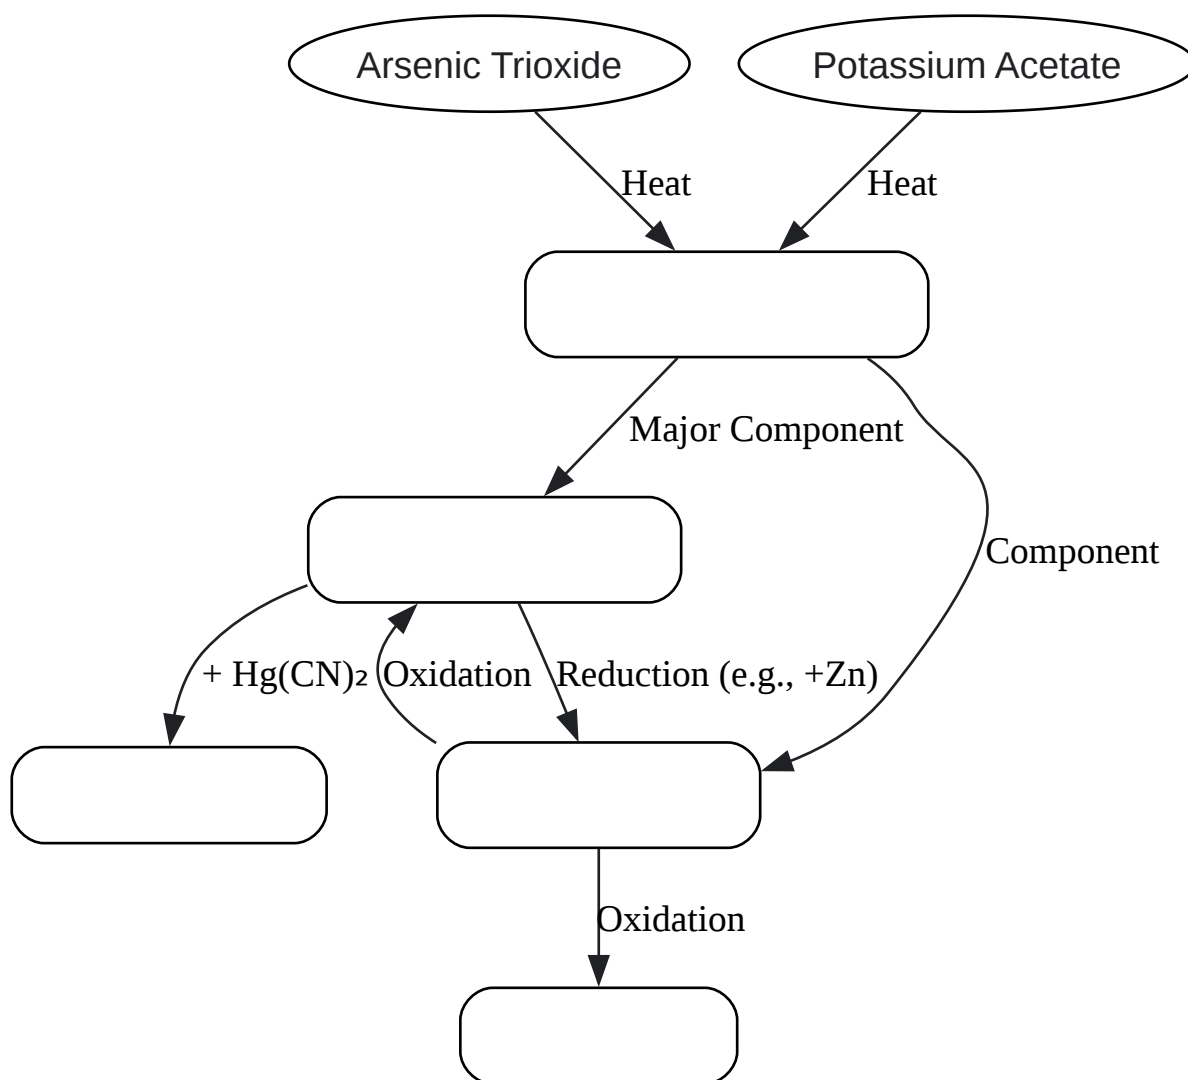 Arsenic Trioxide
Potassium Acetate
Heat
Heat
Major Component
Component
+ Hg(CN)₂
Oxidation
Reduction (e.g., +Zn)
Oxidation